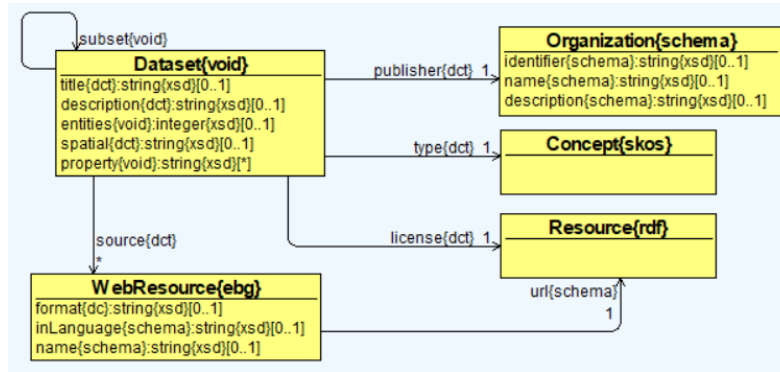 subset{void}
Dataset{void}
title{dct}:string{xsd}[0..1]
description{dct}:string{xsd}[0..1]
entities{void}:integer{xsd}[0..1]
spatial{dct}:string{xsd}[0..1]
property{void}:string{xsd}[*]
publisher{dct} 1
Organization{schema}
identifier{schema}:string{xsd}[0..1]
name{schema}:string{xsd}[0..1]
description{schema}:string{xsd}[0..1]
type{dct} 1
Concept{skos}
license{dct} 1
Resource{rdf}
source{dct}
*
WebResource{ebg}
format{dc}:string{xsd}[0..1]
inLanguage{schema}:string{xsd}[0..1]
name{schema}:string{xsd}[0..1]
url{schema}
1